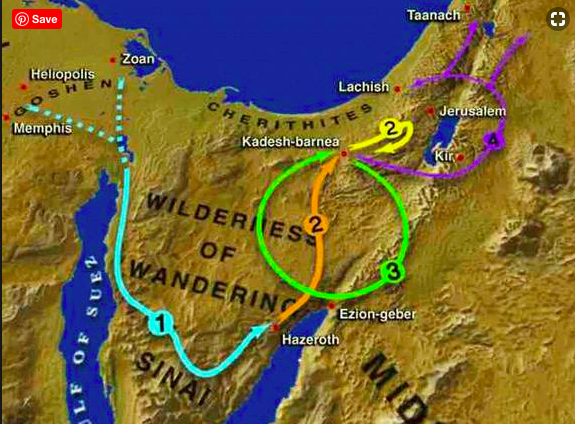 Save
Taanach
Zoan
Heliopolis
GOSHEN
Memphis
Lachish
CHERITHITES
Jerusalem
2
Kadesh-barnea
Kir
4
WILDERNESS
OF
WANDERING
2
3
1
Ezion-geber
Hazeroth
SINAI
LF OF SUEZ
MID